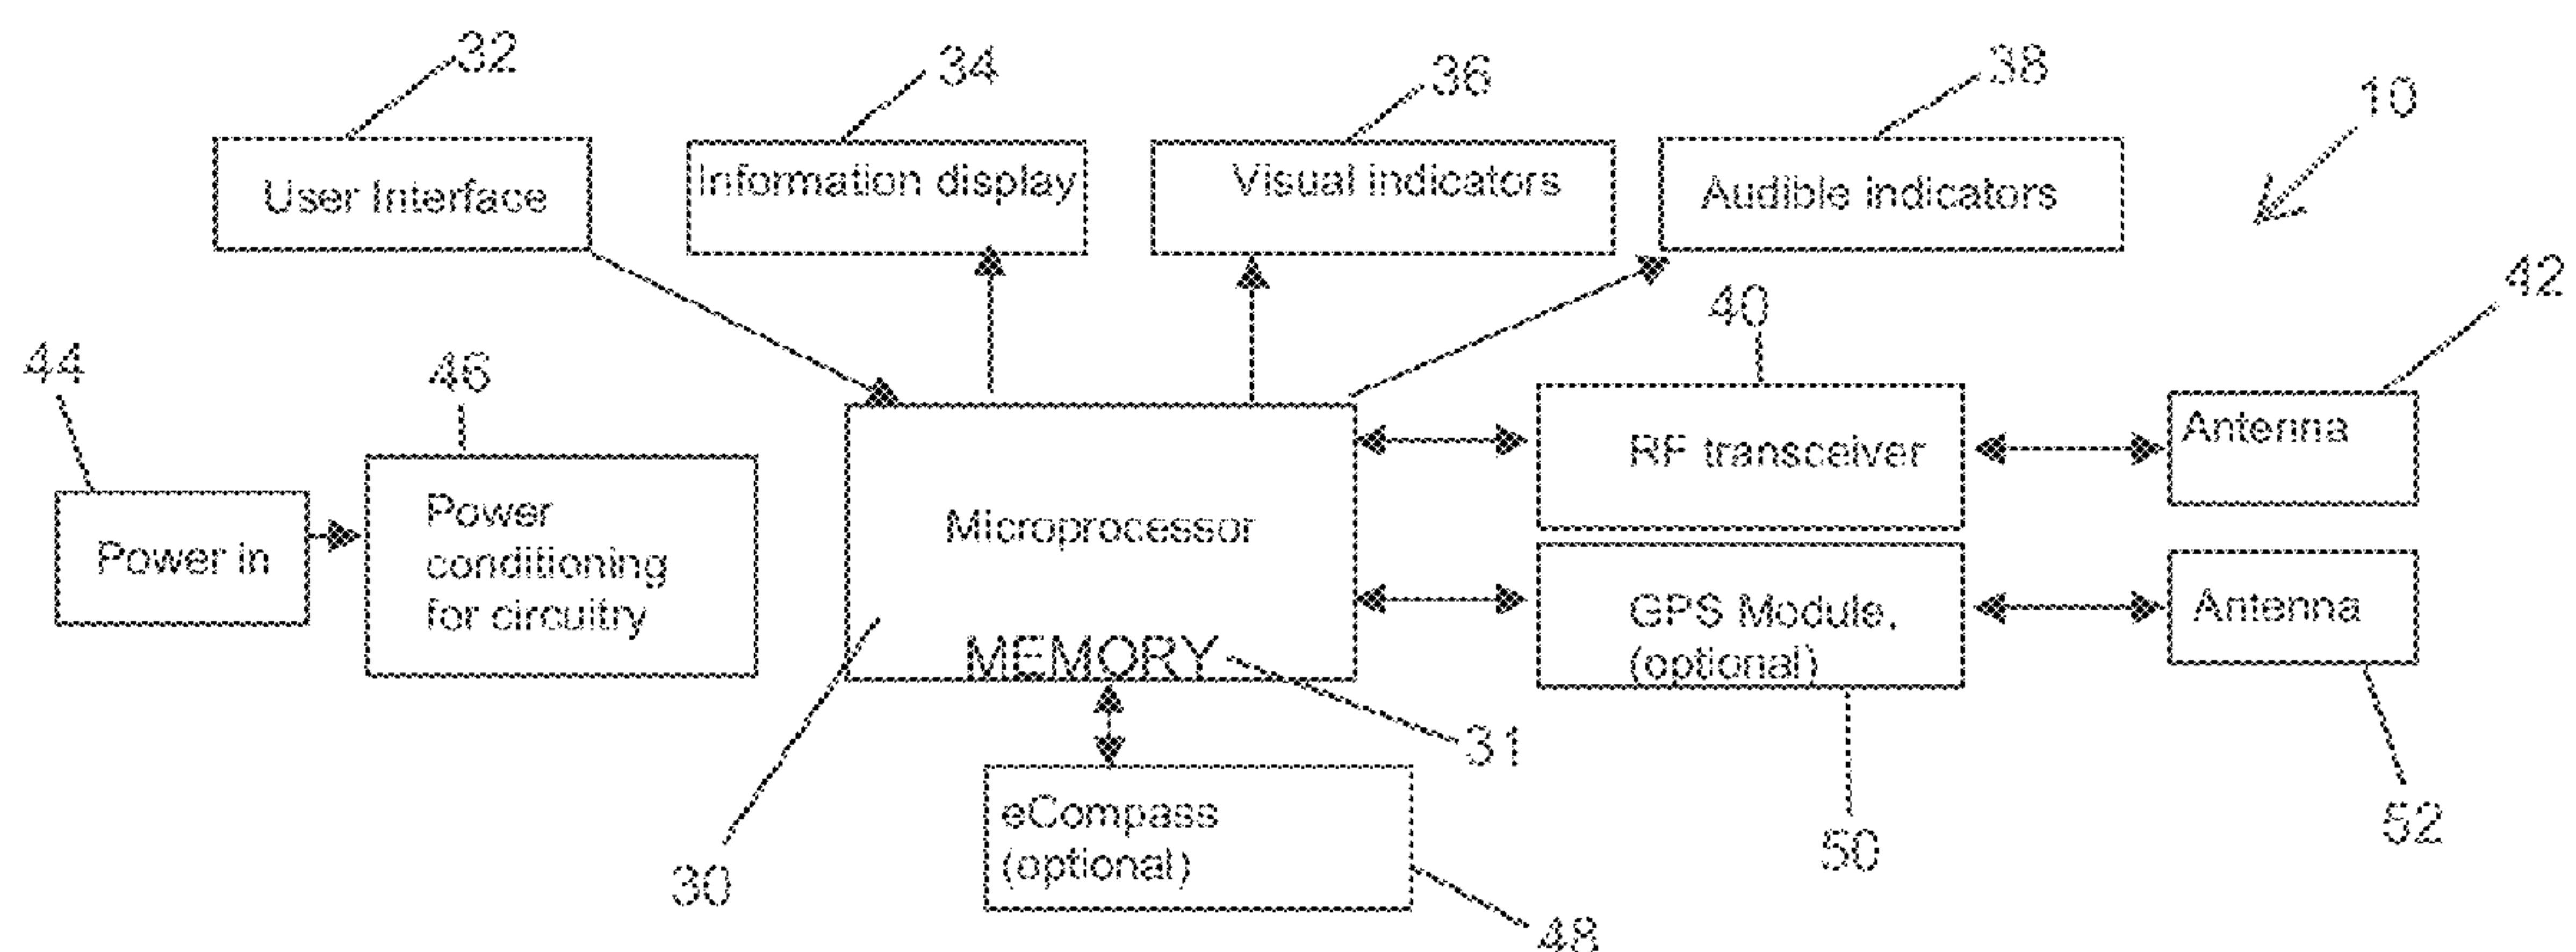 32
34
36
38
10
User Interface
Information display
Visual indicators
Audible indicators
42
40
44
46
Antenna
RF transceiver
Power in
Power
conditioning
for circuitry
Microprocessor
MEMORY
GPS Module,
(optional)
Antenna
31
eCompass
(optional)
30
50
52
48